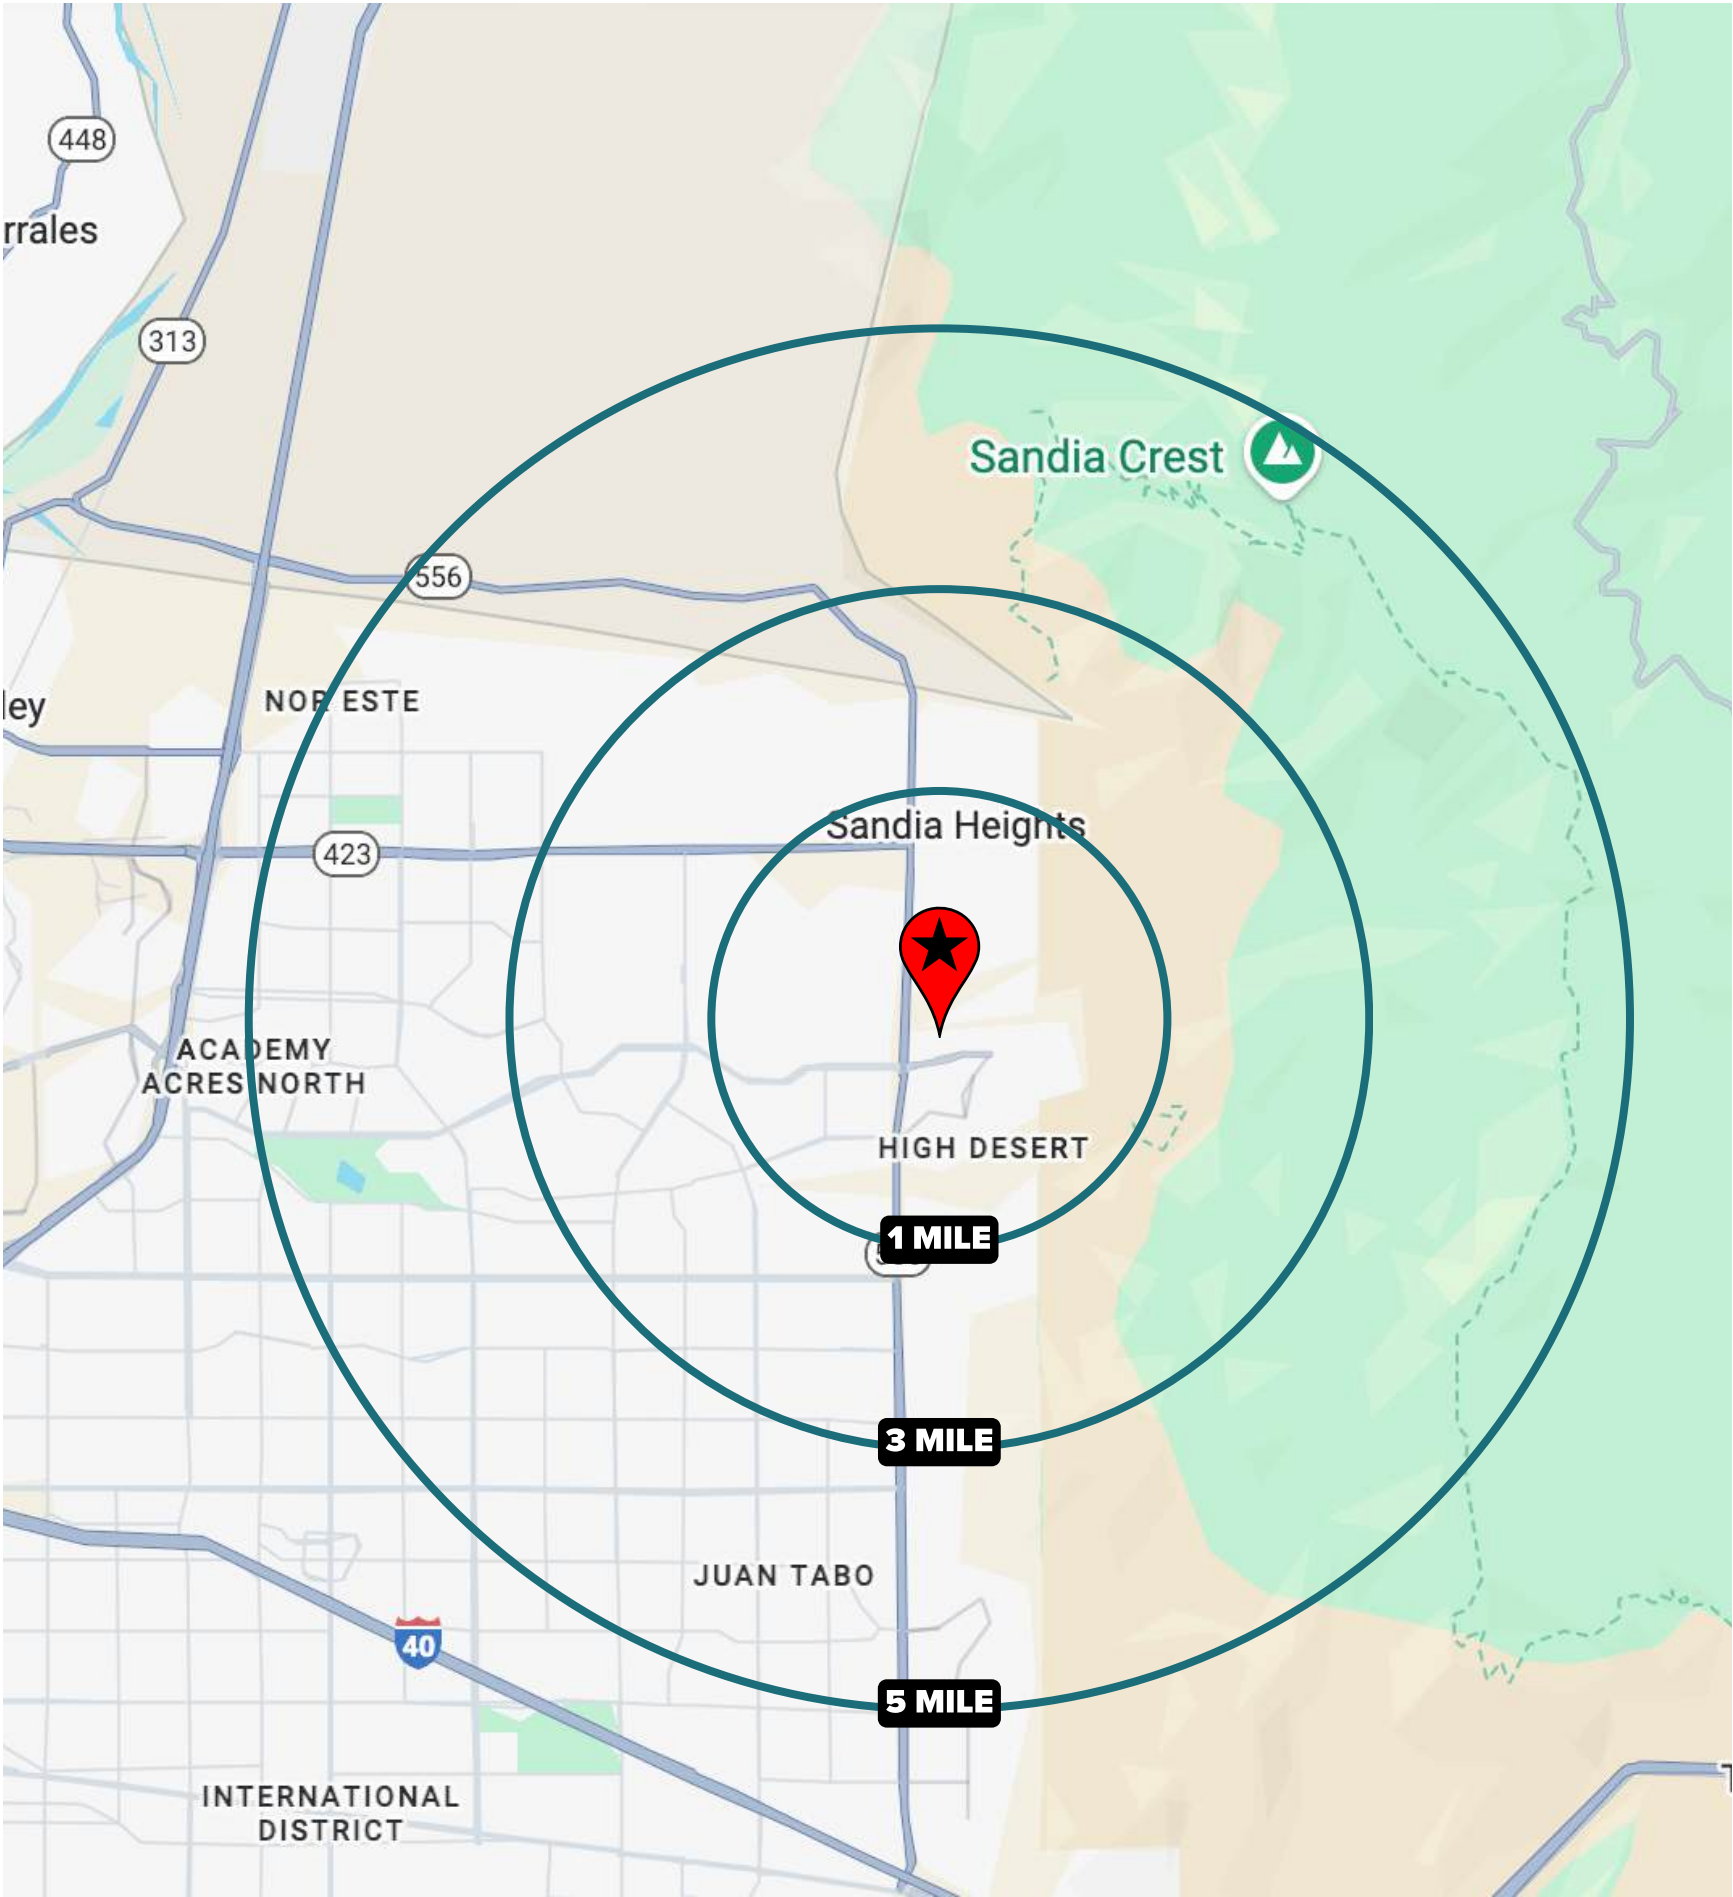 448
rrales
313
Sandia Crest
556
NOR ESTE
ley
Sandia Heights
423
ACADEMY
ACRES NORTH
HIGH DESERT
1 MILE
3 MILE
JUAN TABO
40
5 MILE
INTERNATIONAL
DISTRICT
T